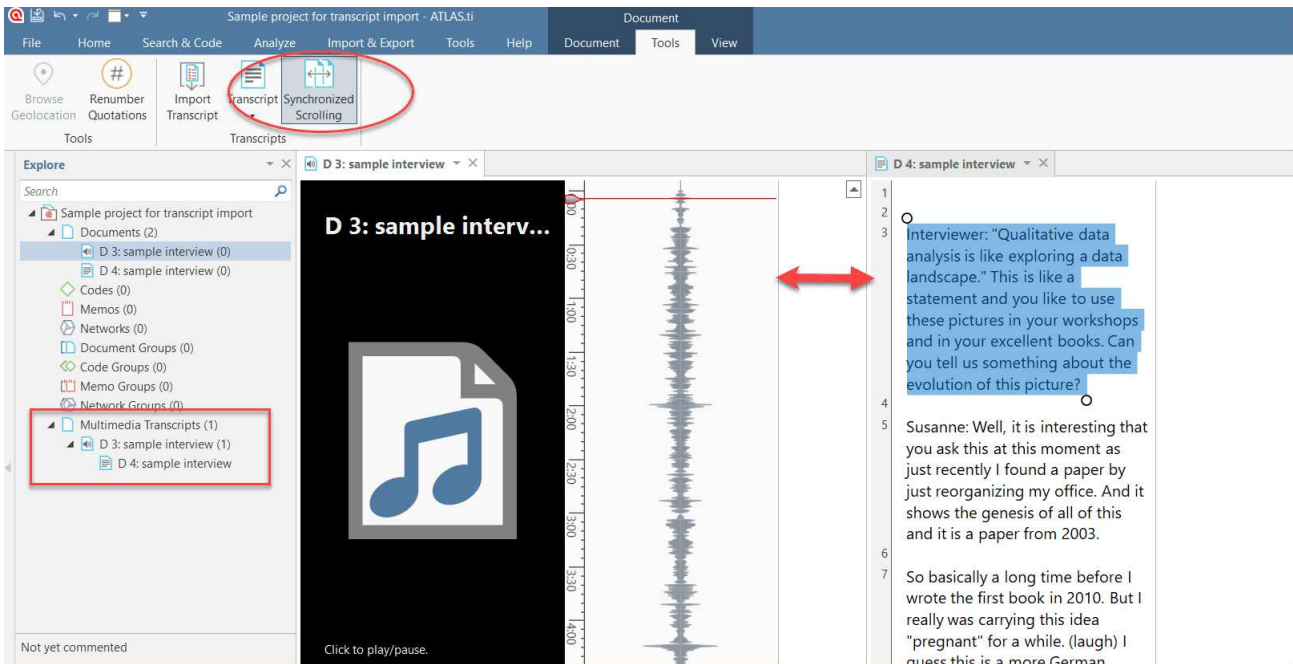 Sample project for transcript import - ATLAS.ti
Document
File Home Search & Code Analyze Import & Export Tools Help Document Tools View
Browse Geolocation
Renumber Quotations
Import Transcript
Transcript
Synchronized Scrolling
Tools
Transcripts
Explore
Search
Sample project for transcript import
Documents (2)
D 3: sample interview (0)
D 4: sample interview (0)
Codes (0)
Memos (0)
Networks (0)
Document Groups (0)
Code Groups (0)
Memo Groups (0)
Network Groups (0)
Multimedia Transcripts (1)
D 3: sample interview (1)
D 4: sample interview
Not yet commented
D 3: sample interview
D 3: sample interv...
Click to play/pause.
0:30
1:00
1:30
2:00
2:30
3:00
3:30
4:00
D 4: sample interview
1
2
3 Interviewer: "Qualitative data
analysis is like exploring a data
landscape." This is like a
statement and you like to use
these pictures in your workshops
and in your excellent books. Can
you tell us something about the
evolution of this picture?
4
5 Susanne: Well, it is interesting that
you ask this at this moment as
just recently I found a paper by
just reorganizing my office. And it
shows the genesis of all of this
and it is a paper from 2003.
6
7 So basically a long time before I
wrote the first book in 2010. But I
really was carrying this idea
"pregnant" for a while. (laugh) I
guess this is a more German